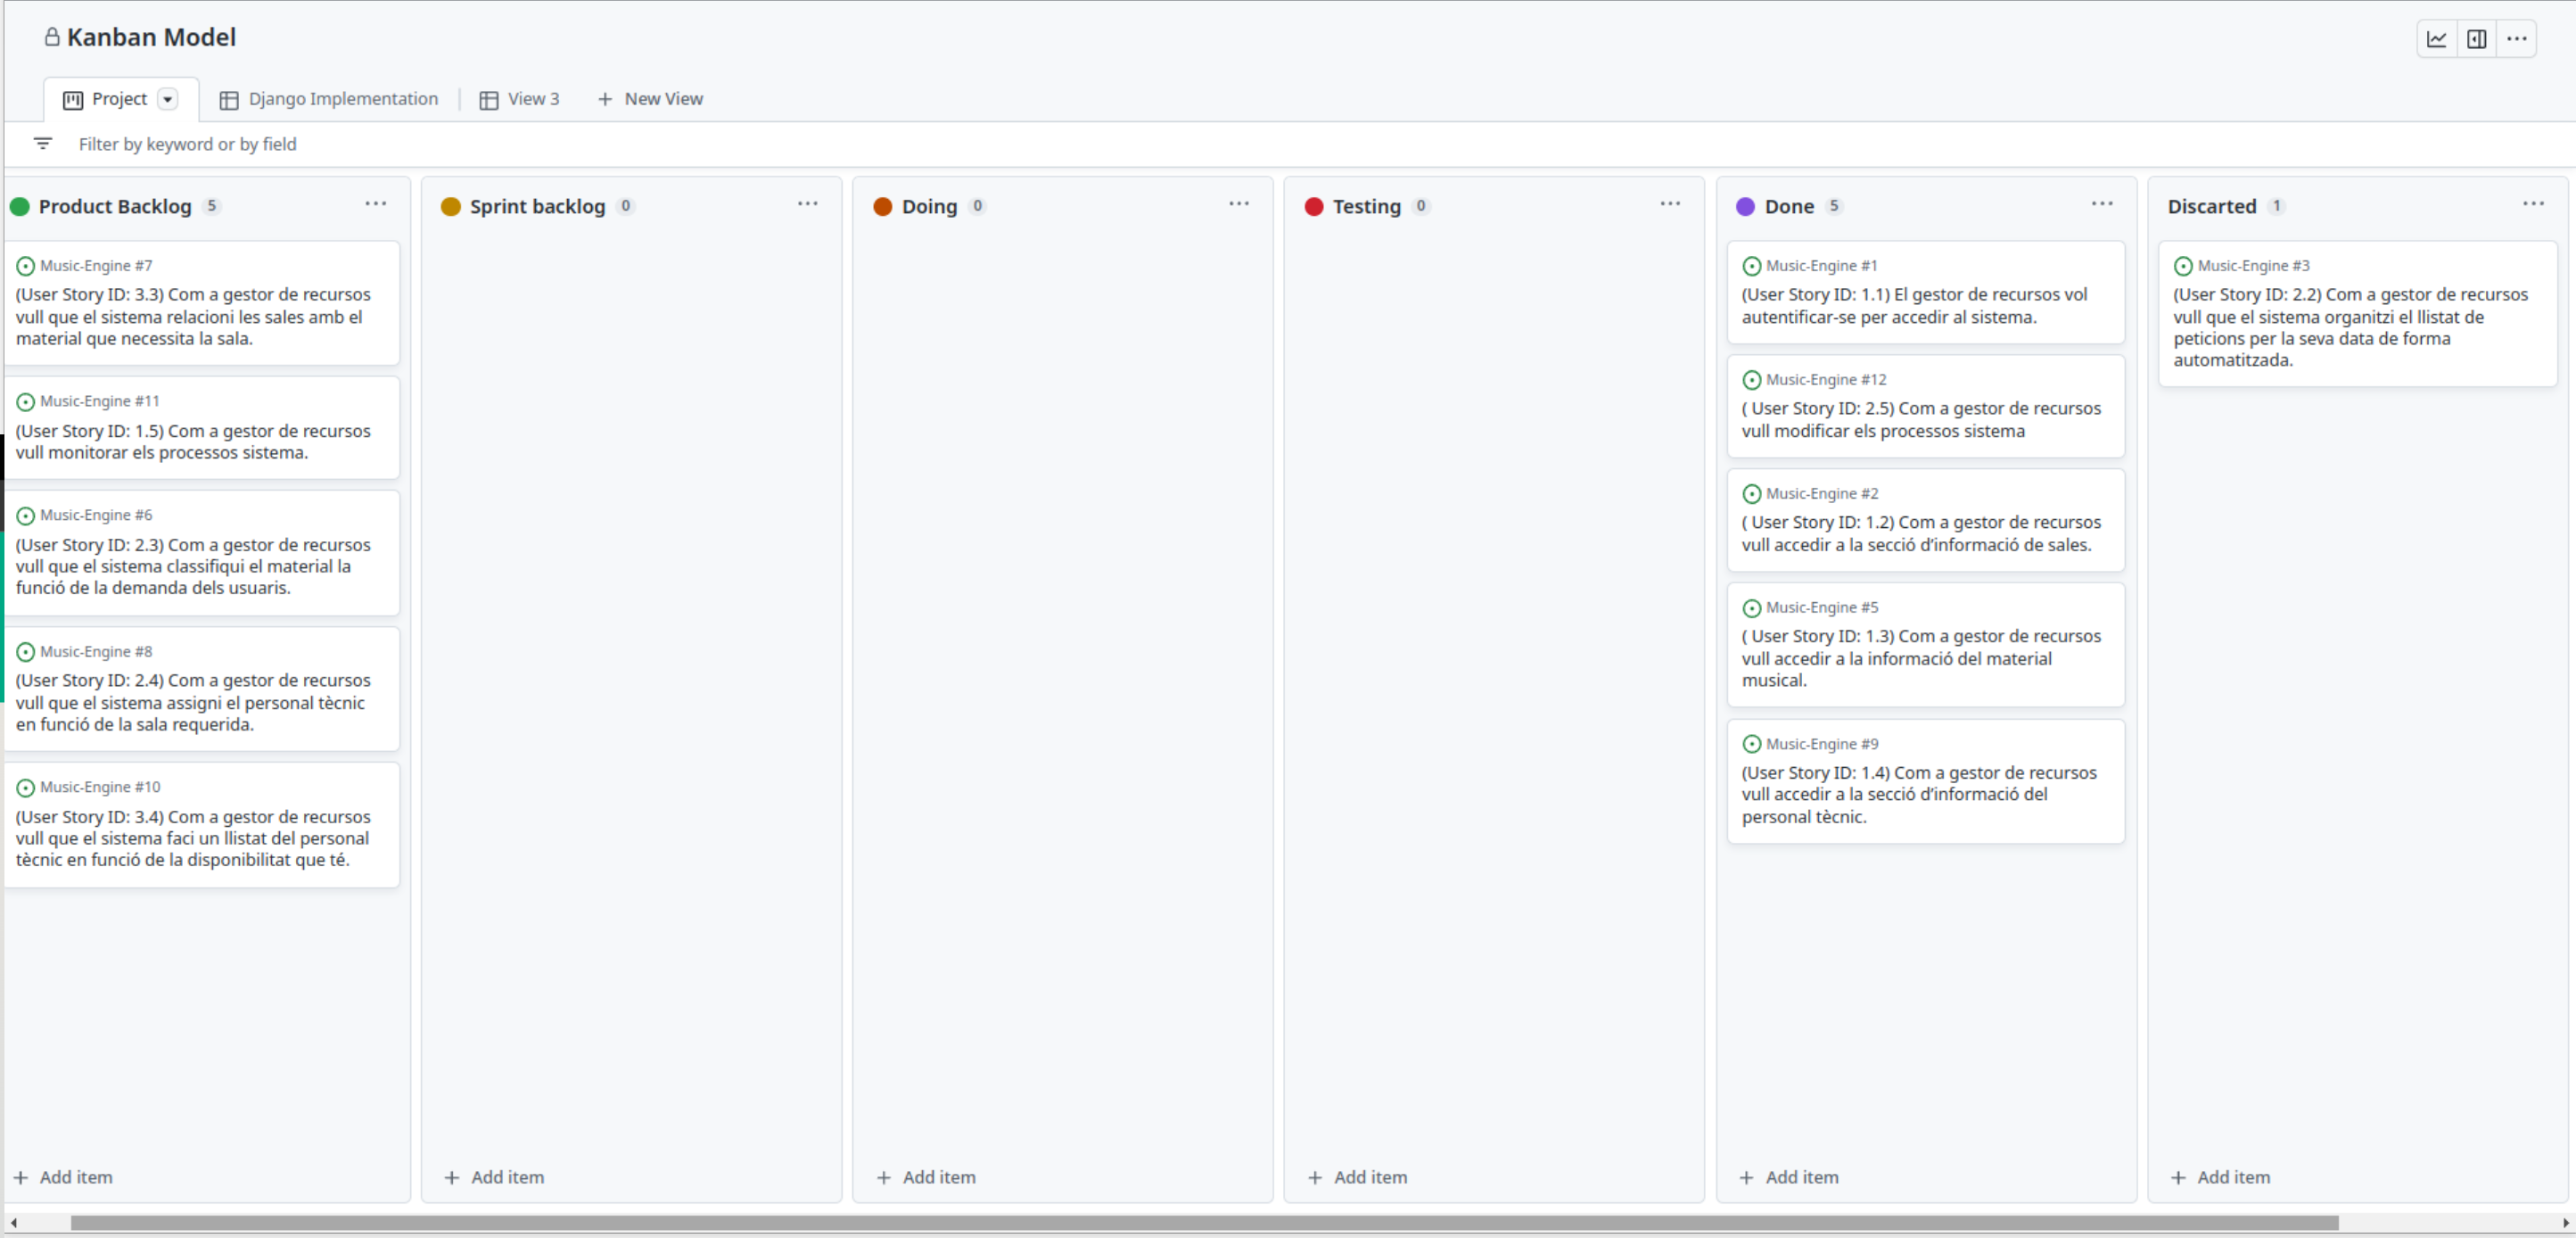 Kanban Model
Project
Django Implementation
View 3
New View
Filter by keyword or by field
Product Backlog 5
Music-Engine #7
(User Story ID: 3.3) Com a gestor de recursos
vull que el sistema relacioni les sales amb el
material que necessita la sala.
Music-Engine #11
(User Story ID: 1.5) Com a gestor de recursos
vull monitorar els processos sistema.
Music-Engine #6
(User Story ID: 2.3) Com a gestor de recursos
vull que el sistema classifiqui el material la
funció de la demanda dels usuaris.
Music-Engine #8
(User Story ID: 2.4) Com a gestor de recursos
vull que el sistema assigni el personal tècnic
en funció de la sala requerida.
Music-Engine #10
(User Story ID: 3.4) Com a gestor de recursos
vull que el sistema faci un llistat del personal
tècnic en funció de la disponibilitat que té.
Add item
Sprint backlog 0
Add item
Doing 0
Add item
Testing 0
Add item
Done 5
Music-Engine #1
(User Story ID: 1.1) El gestor de recursos vol
autentificar-se per accedir al sistema.
Music-Engine #12
( User Story ID: 2.5) Com a gestor de recursos
vull modificar els processos sistema
Music-Engine #2
( User Story ID: 1.2) Com a gestor de recursos
vull accedir a la secció d'informació de sales.
Music-Engine #5
( User Story ID: 1.3) Com a gestor de recursos
vull accedir a la informació del material
musical.
Music-Engine #9
(User Story ID: 1.4) Com a gestor de recursos
vull accedir a la secció d'informació del
personal tècnic.
Add item
Discarted 1
Music-Engine #3
(User Story ID: 2.2) Com a gestor de recursos
vull que el sistema organitzi el llistat de
peticions per la seva data de forma
automatitzada.
Add item